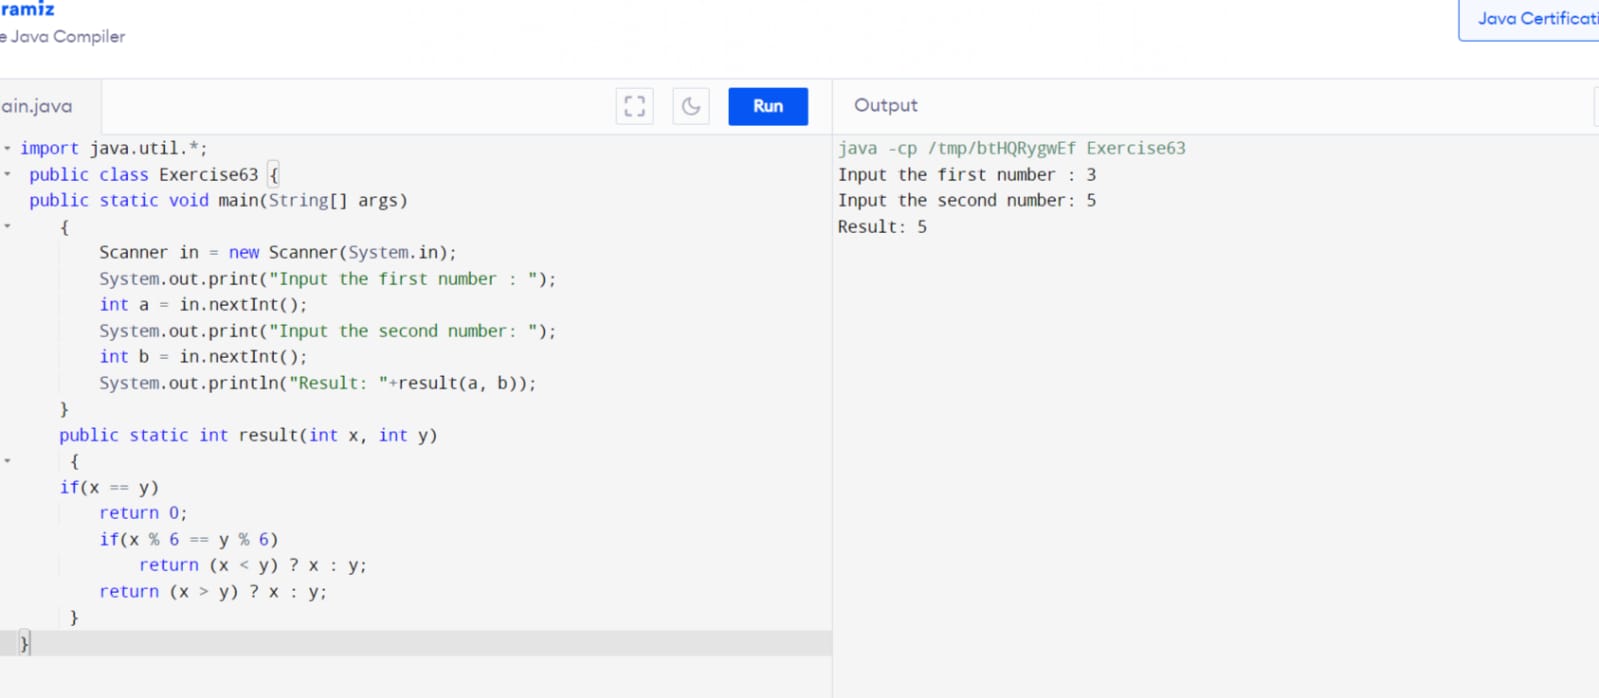 ramiz
e Java Compiler
Java Certificati
ain.java
Run
Output
import java.util.*;
public class Exercise63 {
public static void main(String[] args)
{
Scanner in = new Scanner(System.in);
System.out.print("Input the first number : ");
int a = in.nextInt();
System.out.print("Input the second number: ");
int b = in.nextInt();
System.out.println("Result: "+result(a, b));
}
public static int result(int x, int y)
{
if(x == y)
return 0;
if(x % 6 == y % 6)
return (x < y) ? x : y;
return (x > y) ? x : y;
}
}
java -cp /tmp/btHQRygwEf Exercise63
Input the first number : 3
Input the second number: 5
Result: 5